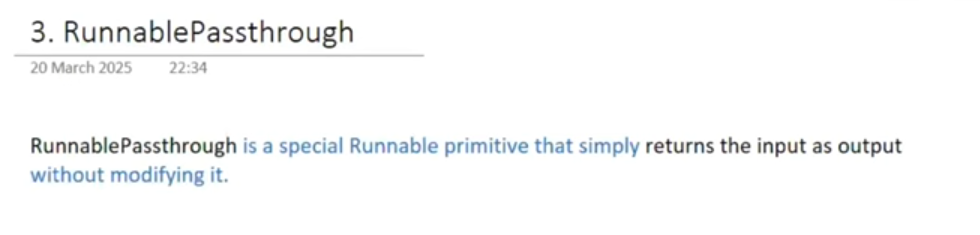 3. RunnablePassthrough
20 March 2025 22:34
RunnablePassthrough is a special Runnable primitive that simply returns the input as output
without modifying it.